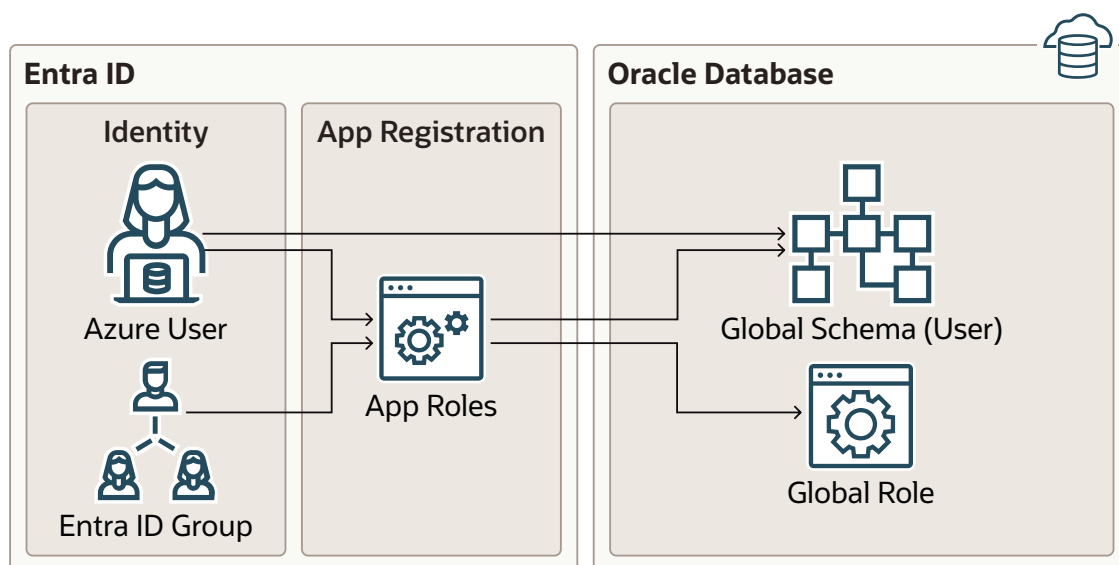 Entra ID
Identity
Azure User
Entra ID Group
App Registration
App Roles
Oracle Database
Global Schema (User)
Global Role